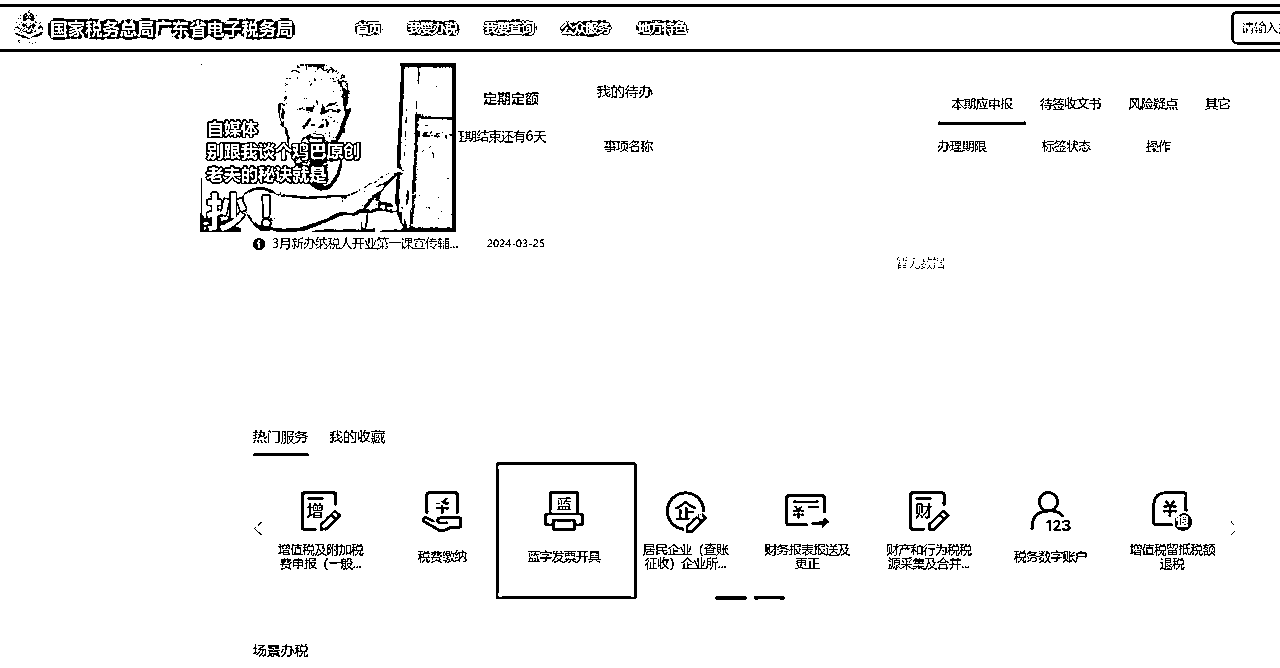 国家税务总局广东省电子税务局 首页 我要办税 我要查询 公众服务 地方特色 请输入
自媒体
别跟我谈个鸡巴原创
老夫的秘诀就是
抄！
定期定额
期结束还有6天
3月新办纳税人开业第一课宣传辅... 2024-03-25
我的待办
本期应申报 待签收文书 风险疑点 其它
事项名称 办理期限 标签状态 操作
暂无数据
热门服务 我的收藏
增 蓝 企 财 123
增值税及附加税
费申报（一般...
税费缴纳
蓝字发票开具
居民企业（查账
征收）企业所...
财务报表报送及
更正
财产和行为税税
源采集及合并...
税务数字账户
增值税留抵税额
退税
场景办税